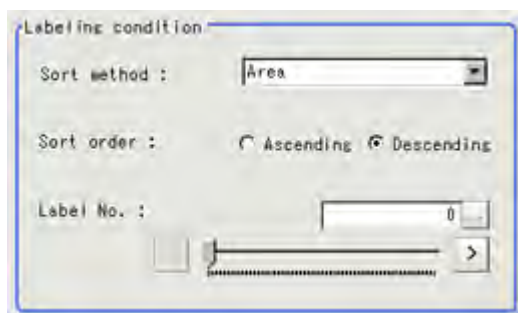 Labeling condition
Sort method :
Area
Sort order :
Ascending
Descending
Label No. :
0
...
>